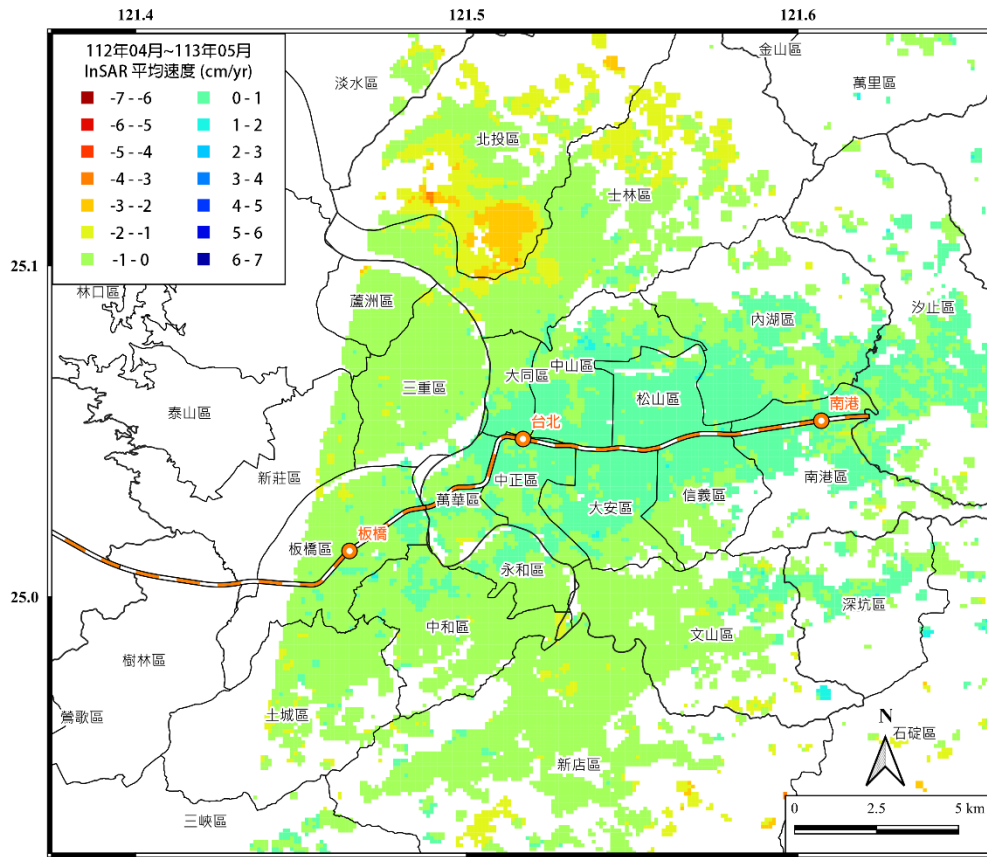 121.4 121.5 121.6
112年04月~113年05月
InSAR 平均速度 (cm/yr)
-7 - -6 0 - 1
-6 - -5 1 - 2
-5 - -4 2 - 3
-4 - -3 3 - 4
-3 - -2 4 - 5
-2 - -1 5 - 6
-1 - 0 6 - 7
金山區
淡水區
萬里區
北投區
士林區
25.1
林口區
蘆洲區
汐止區
內湖區
中山區
大同區
三重區
松山區
泰山區
南港
台北
新莊區
中正區
南港區
信義區
萬華區
大安區
板橋
板橋區
永和區
25.0
深坑區
中和區
文山區
樹林區
鶯歌區
土城區
N
石碇區
新店區
0 2.5 5 km
三峽區